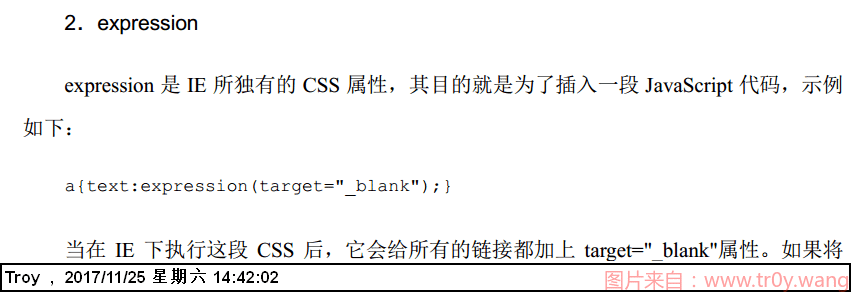 2．expression
expression 是 IE 所独有的 CSS 属性，其目的就是为了插入一段 JavaScript 代码，示例
如下：
a{text:expression(target="_blank");}
当在 IE 下执行这段 CSS 后，它会给所有的链接都加上 target="_blank"属性。如果将
Troy , 2017/11/25 星期六 14:42:02
图片来自：www.tr0y.wang